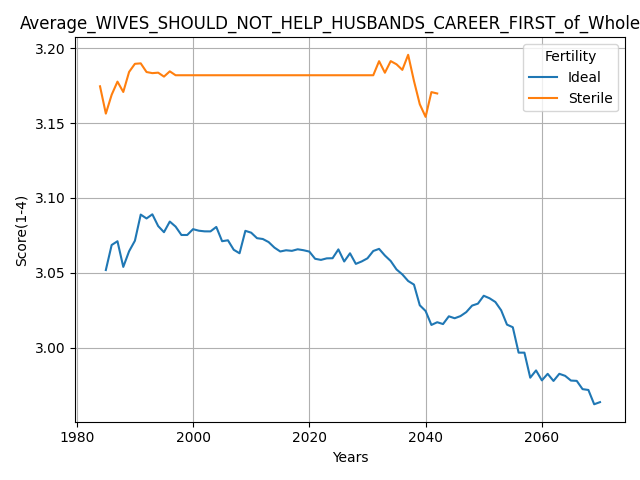 Average_WIVES_SHOULD_NOT_HELP_HUSBANDS_CAREER_FIRST_of_Whole
3.20
3.15
3.10
3.05
3.00
Score(1-4)
Fertility
Ideal
Sterile
1980
2000
2020
2040
2060
Years